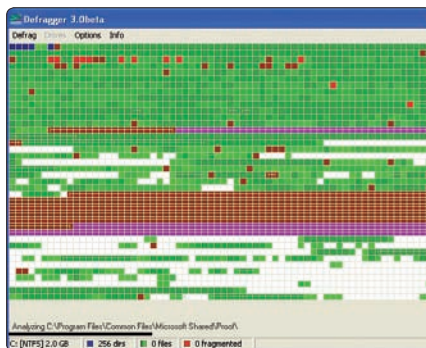 Defragger 3.0beta
Defrag Drives Options Info
Analyzing C:\Program Files\Common Files\Microsoft Shared\Proof\
C: [NTFS] 2.0 GB 256 dirs 0 files 0 fragmented